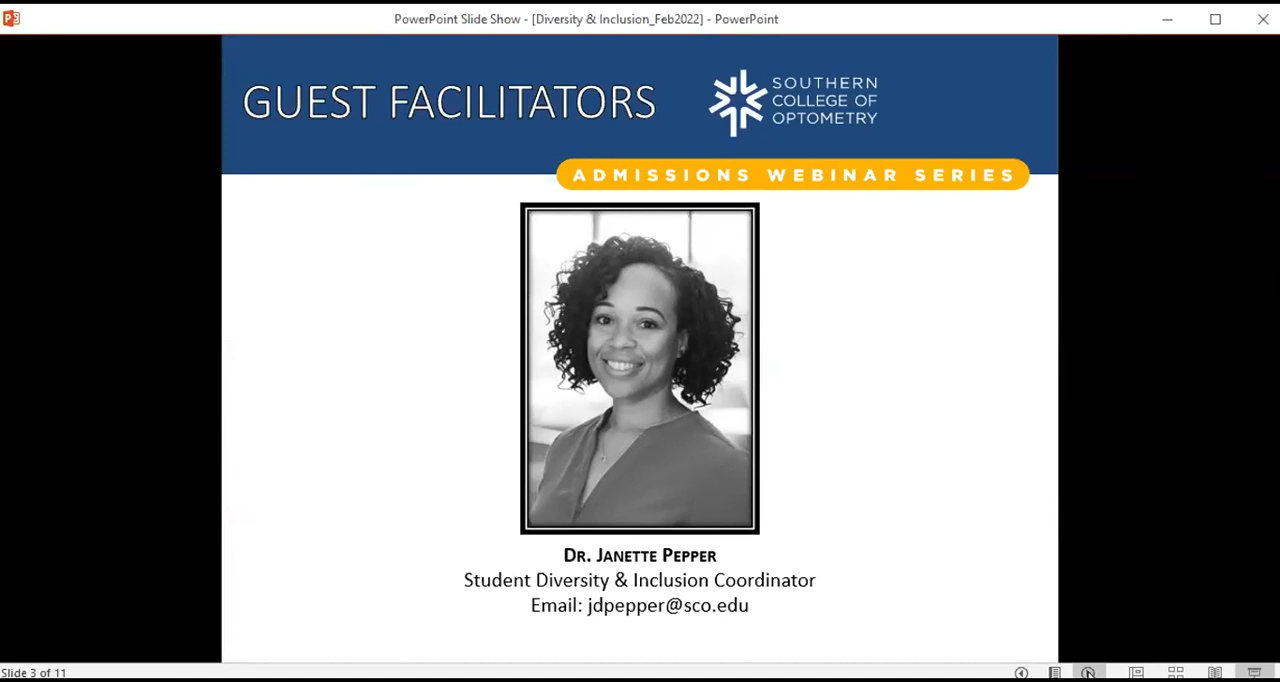 PowerPoint Slide Show - [Diversity & Inclusion_Feb2022] - PowerPoint
GUEST FACILITATORS
SOUTHERN
COLLEGE OF
OPTOMETRY
ADMISSIONS WEBINAR SERIES
DR. JANETTE PEPPER
Student Diversity & Inclusion Coordinator
Email: jdpepper@sco.edu
Slide 3 of 11